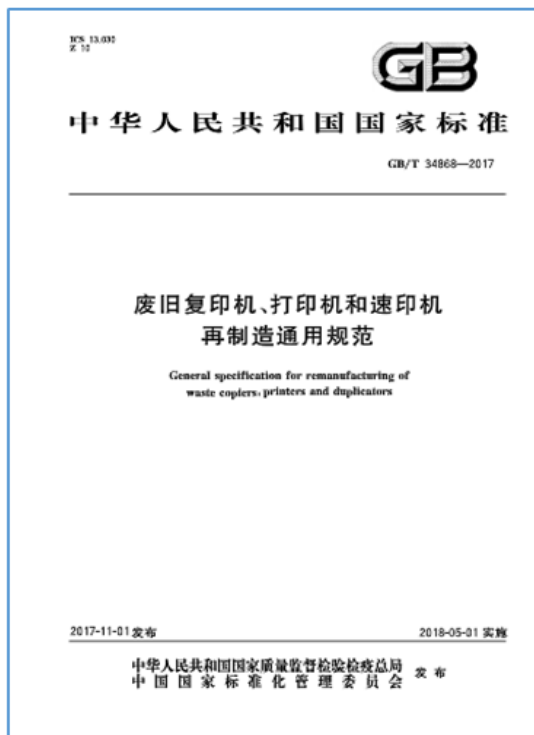 ICS 13.030
Z 10
GB
中华人民共和国国家标准
GB/T 34868—2017
废旧复印机、打印机和速印机
再制造通用规范
General specification for remanufacturing of
waste copiers, printers and duplicators
2017-11-01 发布
2018-05-01 实施
中华人民共和国国家质量监督检验检疫总局
中国国家标准化管理委员会
发布